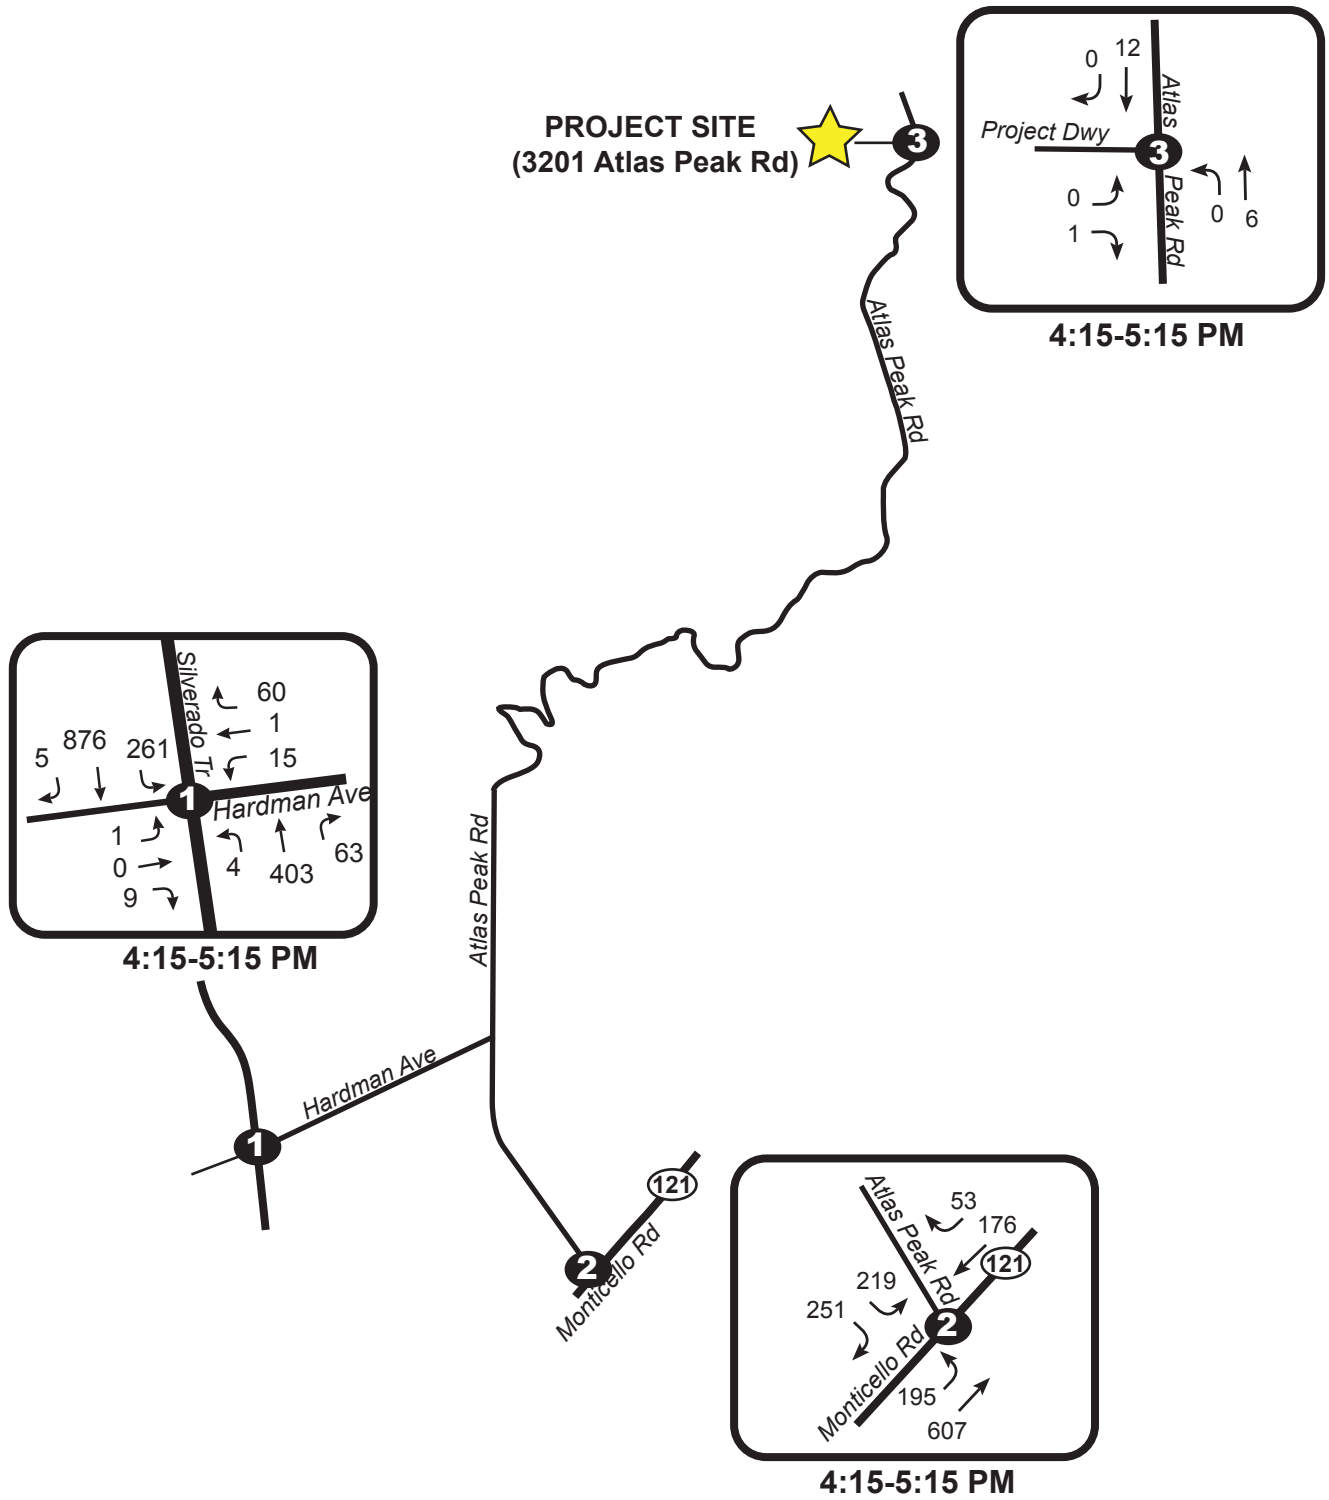 0
12
Atlas
Project Dwy
3
Peak Rd
0
1
0
6
4:15-5:15 PM
PROJECT SITE
(3201 Atlas Peak Rd)
3
Atlas Peak Rd
Silverado Tr
60
1
15
5
876
261
1
Hardman Ave
1
0
9
4
403
63
4:15-5:15 PM
Atlas Peak Rd
Hardman Ave
1
121
2
Monticello Rd
Atlas Peak Rd
53
176
121
219
251
2
Monticello Rd
195
607
4:15-5:15 PM